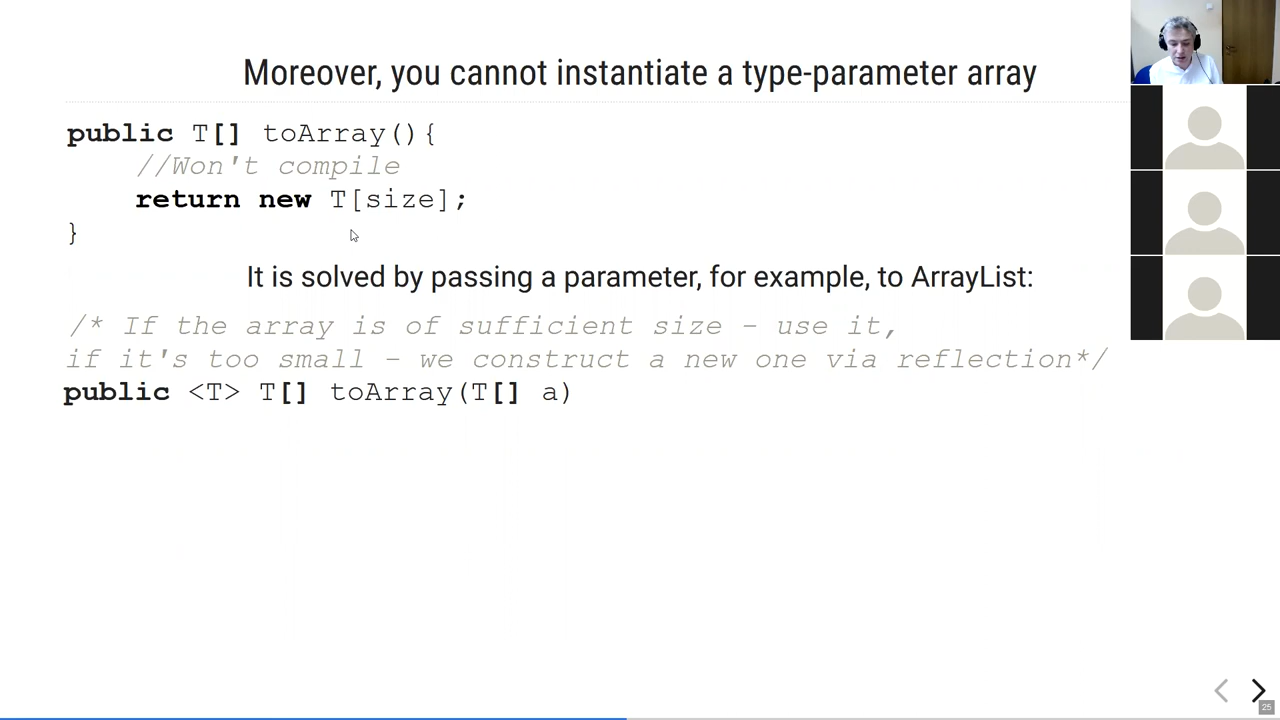 Moreover, you cannot instantiate a type-parameter array
public T[] toArray(){
//Won't compile
return new T[size];
}
It is solved by passing a parameter, for example, to ArrayList:
/* If the array is of sufficient size – use it,
if it's too small – we construct a new one via reflection*/
public <T> T[] toArray(T[] a)
25